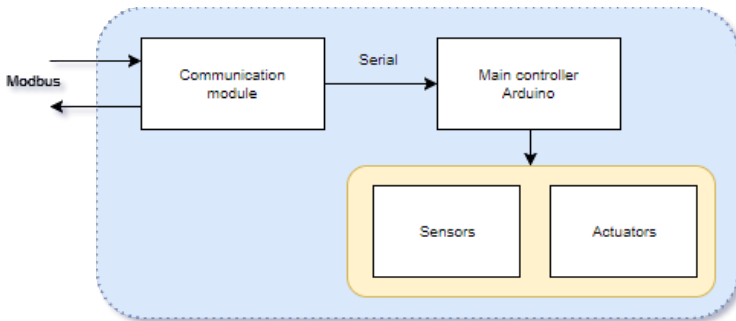 Modbus
Communication
module
Serial
Main controller
Arduino
Sensors
Actuators